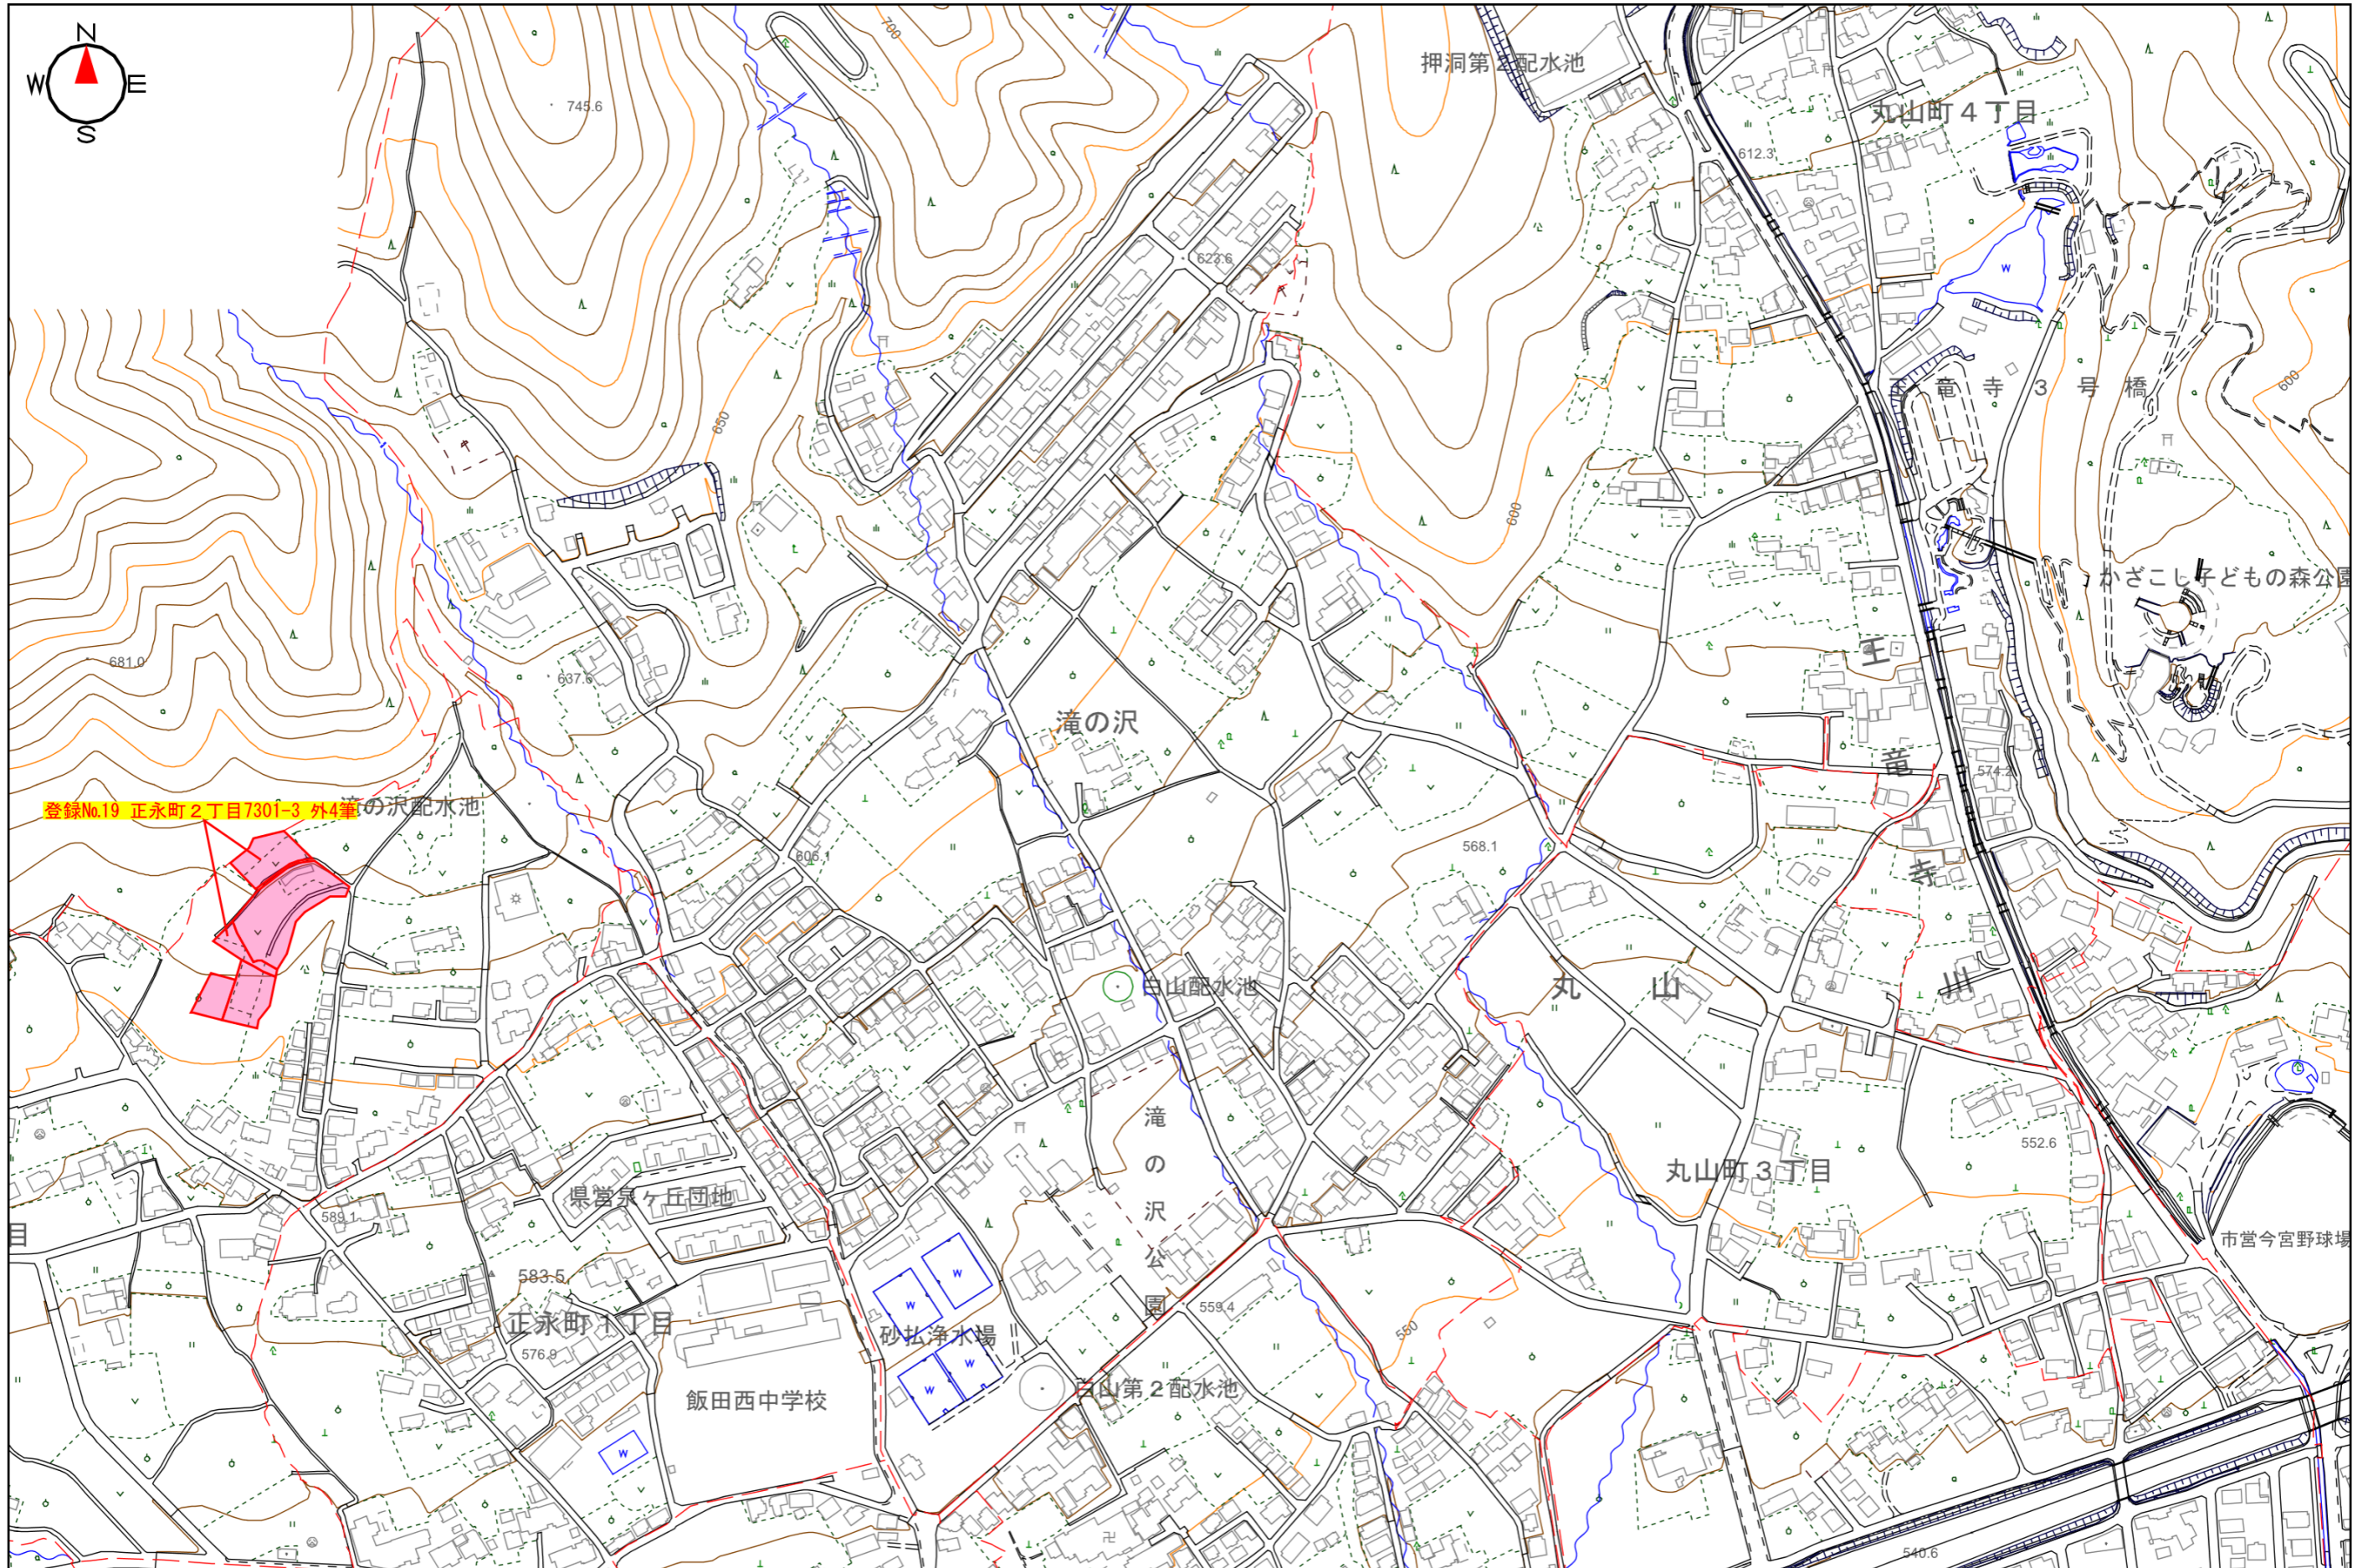 N
W
E
S
700
745.6
押洞第2配水池
丸山町4丁目
612.3
623.6
竜寺3号橋
600
650
600
かざこし子どもの森公園
681.0
637.6
王
竜
寺
川
滝の沢
574.2
登録№19 正永町2丁目7301-3 外4筆
滝の沢配水池
606.1
568.1
白山配水池
丸山
滝の沢公園
552.6
丸山町3丁目
県営泉ヶ丘団地
589.1
目
市営今宮野球場
583.5
正永町1丁目
576.9
W
W
W
W
W
W
砂払浄水場
559.4
550
飯田西中学校
白山第2配水池
540.6